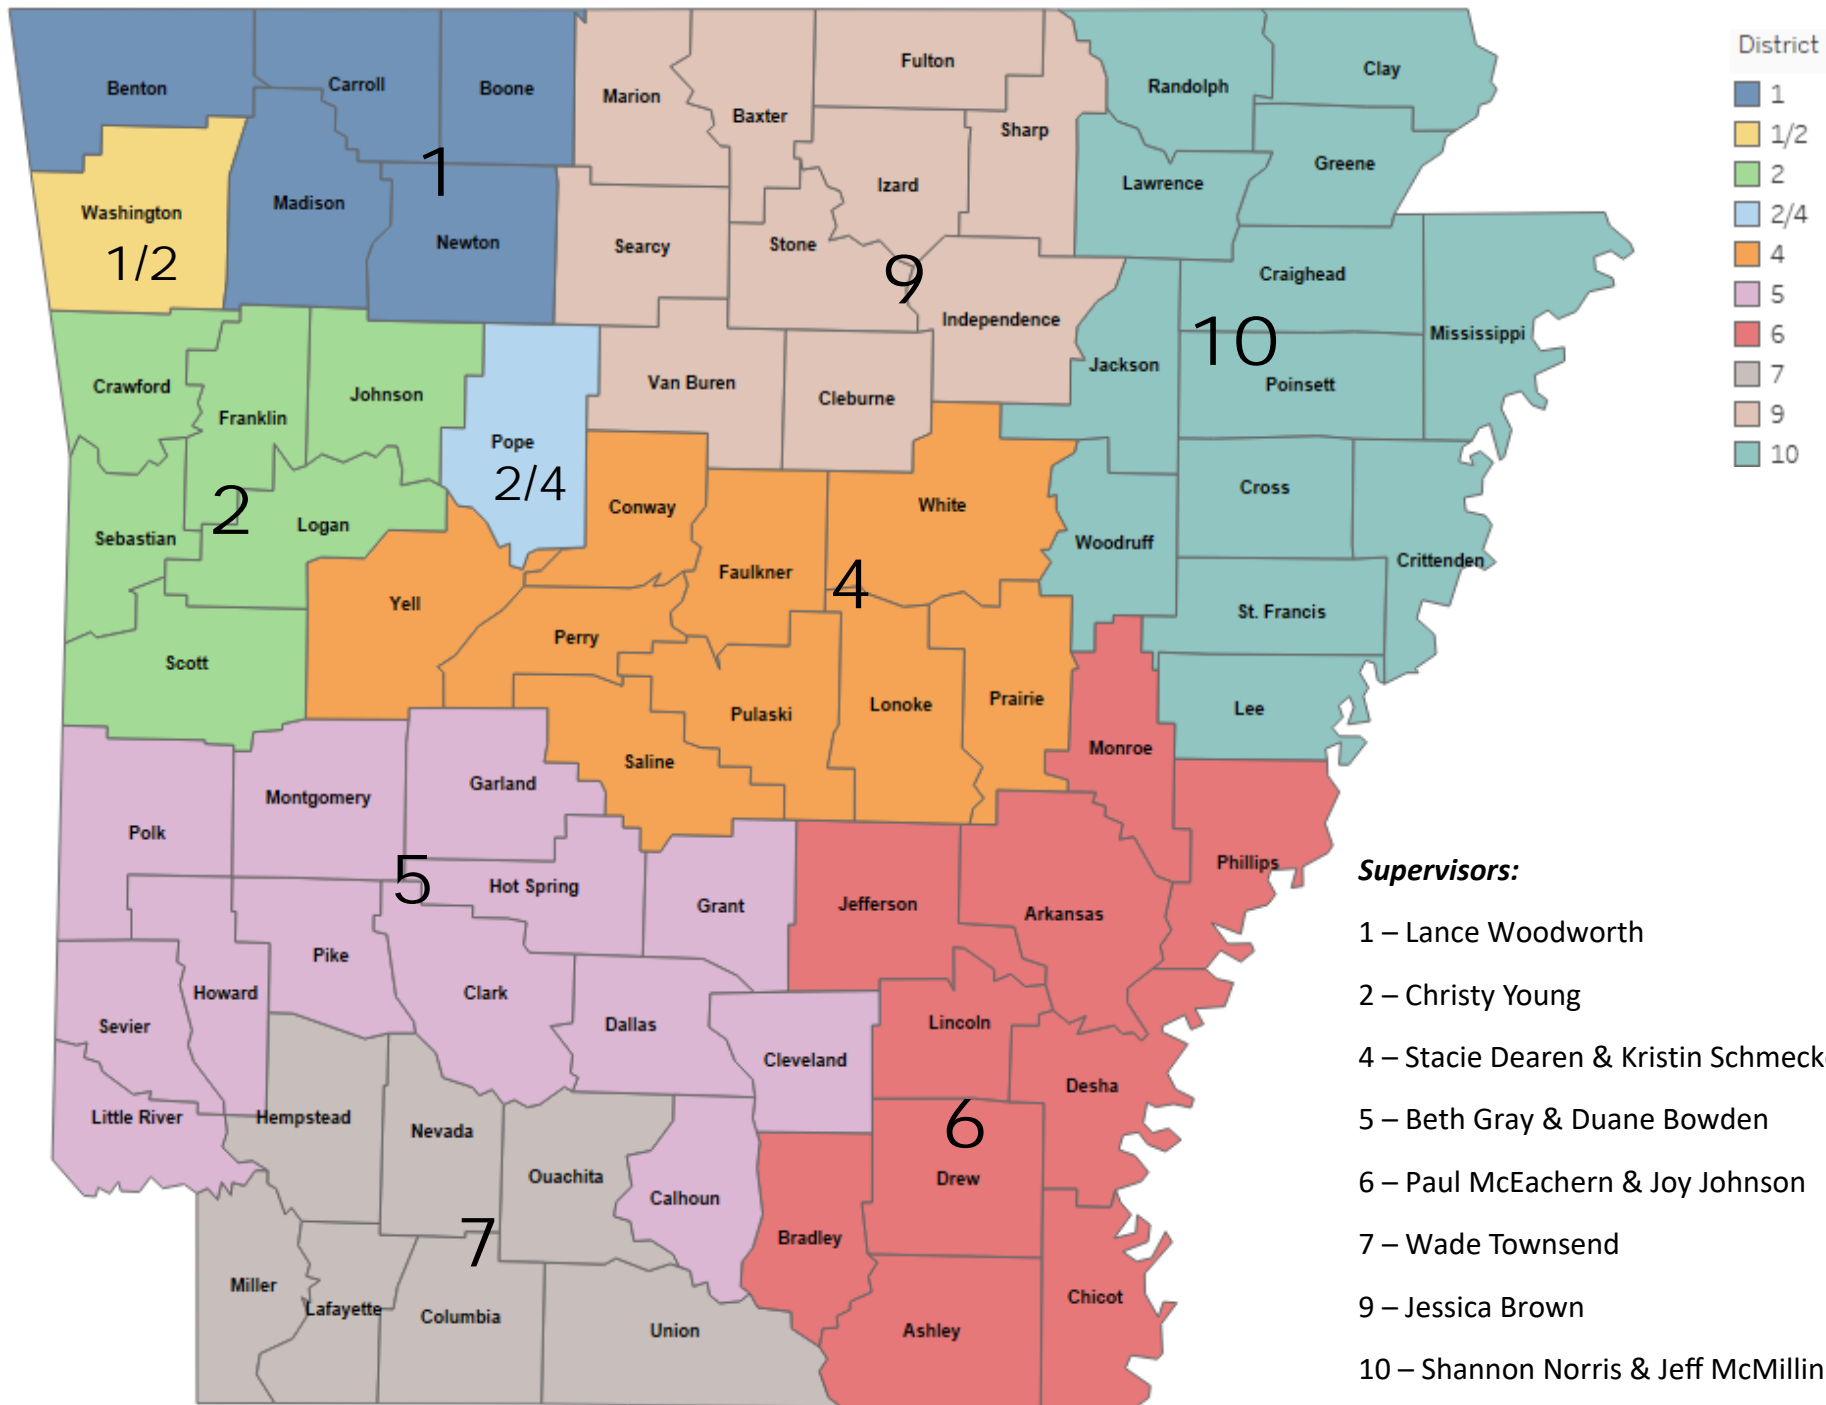 District
1
1/2
2
2/4
4
5
6
7
9
10
Benton
Carroll
Boone
Marion
Baxter
Fulton
Sharp
Randolph
Clay
Greene
Lawrence
Izard
Washington
1/2
Madison
1
Newton
Searcy
Stone
9
Independence
Craighead
10
Mississippi
Jackson
Poinsett
Crawford
Franklin
Johnson
Pope
2/4
Van Buren
Cleburne
2
Sebastian
Logan
Conway
White
Faulkner
4
Woodruff
Cross
Crittenden
St. Francis
Yell
Perry
Scott
Pulaski
Lonoke
Prairie
Lee
Monroe
Saline
Garland
Montgomery
Polk
5
Hot Spring
Grant
Jefferson
Arkansas
Phillips
Pike
Howard
Clark
Sevier
Dallas
Lincoln
Cleveland
Desha
Little River
Hempstead
Nevada
Ouachita
Calhoun
6
Drew
Bradley
7
Miller
Lafayette
Columbia
Union
Ashley
Chicot
Supervisors:
1 – Lance Woodworth
2 – Christy Young
4 – Stacie Dearen & Kristin
5 – Beth Gray & Duane Bowden
6 – Paul McEachern & Joy Johnson
7 – Wade Townsend
9 – Jessica Brown
10 – Shannon Norris & Jeff McMillin